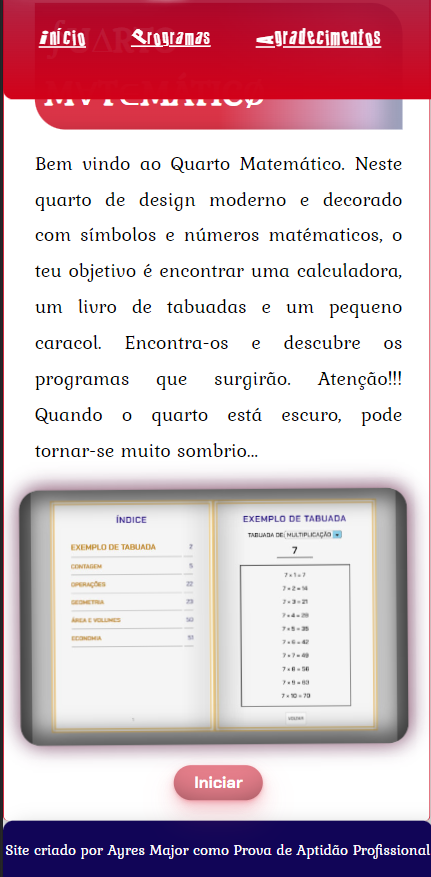 início Programas Agradecimentos
MVTEMÁTICØ
Bem vindo ao Quarto Matemático. Neste
quarto de design moderno e decorado
com símbolos e números matématicos, o
teu objetivo é encontrar uma calculadora,
um livro de tabuadas e um pequeno
caracol. Encontra-os e descubre os
programas que surgirão. Atenção!!!
Quando o quarto está escuro, pode
tornar-se muito sombrio...
ÍNDICE
EXEMPLO DE TABUADA 2
CONTAGEM 5
OPERAÇÕES 22
GEOMETRIA 23
ÁREA E VOLUMES 50
ECONOMIA 51
1
EXEMPLO DE TABUADA
TABUADA DE: MULTIPLICAÇÃO
7
7 × 1 = 7
7 × 2 = 14
7 × 3 = 21
7 × 4 = 28
7 × 5 = 35
7 × 6 = 42
7 × 7 = 49
7 × 8 = 56
7 × 9 = 63
7 × 10 = 70
Iniciar
Site criado por Ayres Major como Prova de Aptidão Profissional